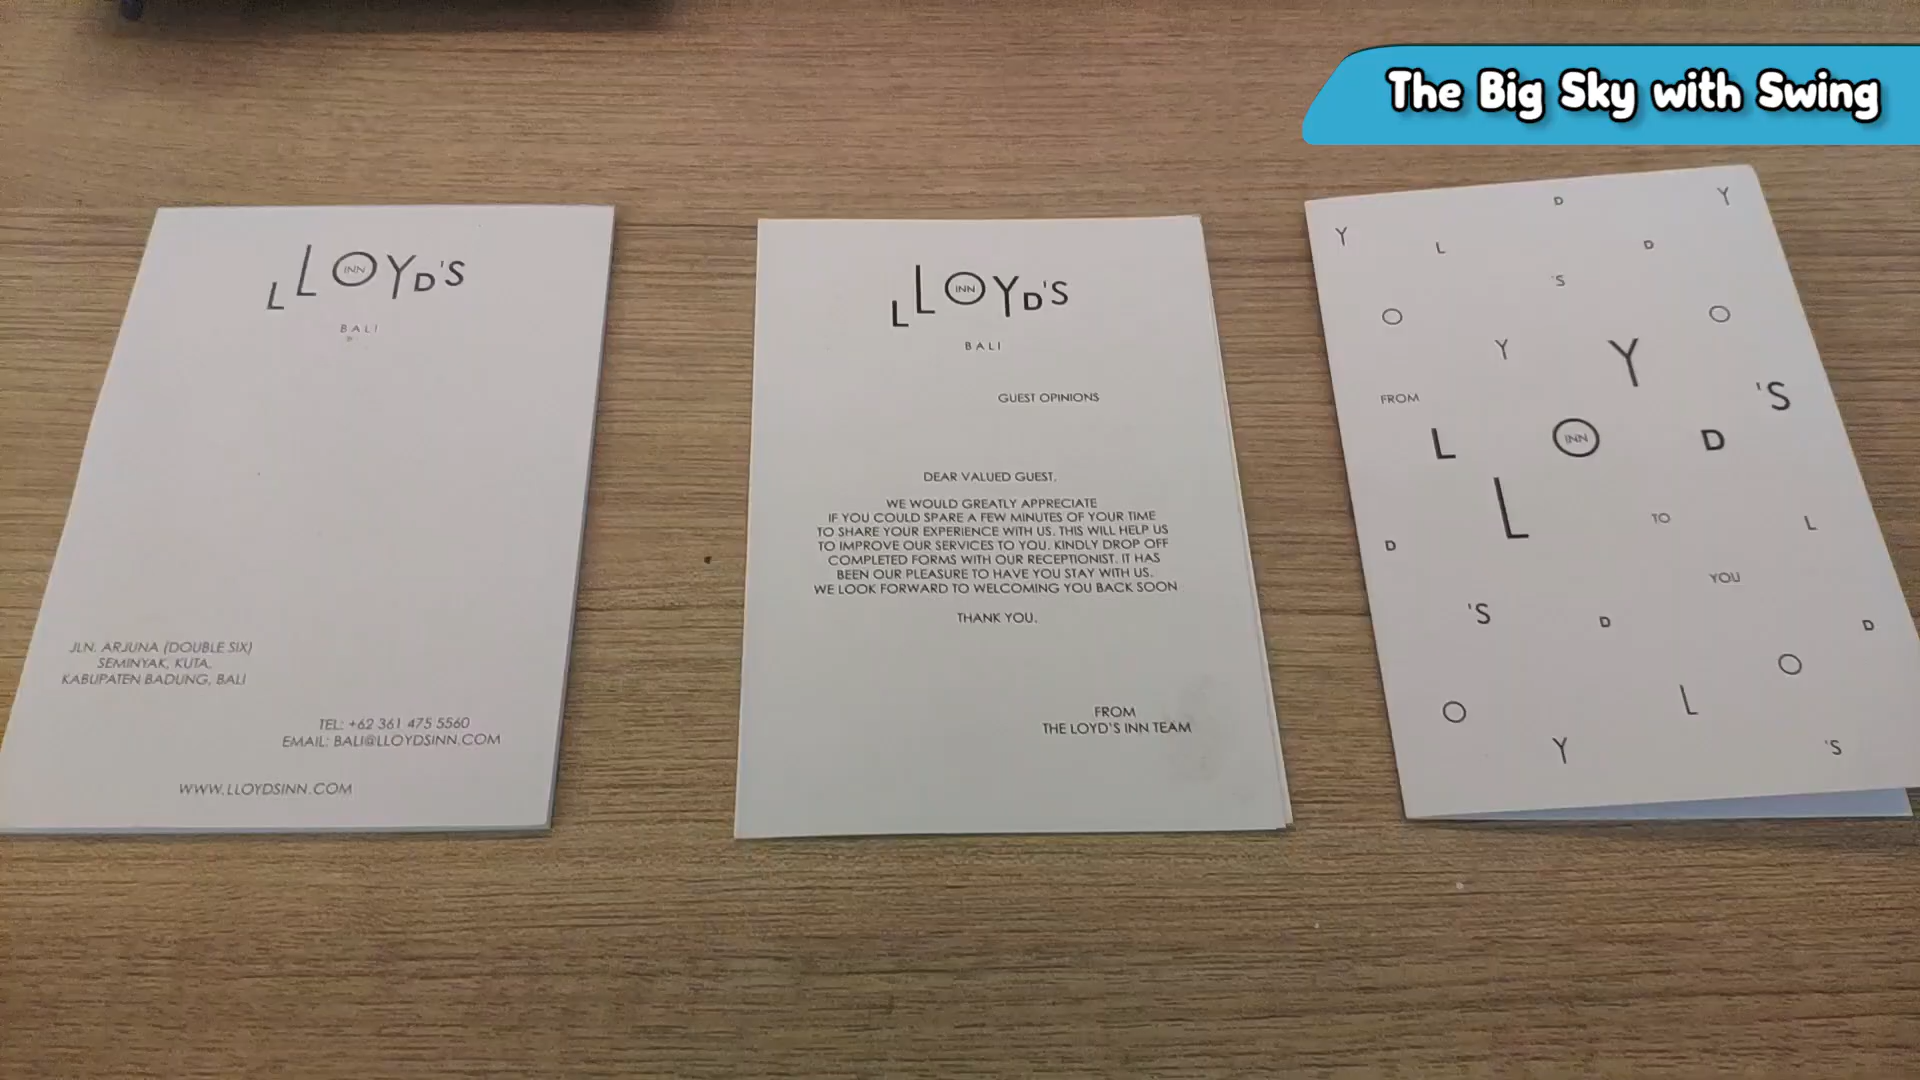 The Big Sky with Swing
LLOYD'S
INN
BALI
JLN. ARJUNA (DOUBLE SIX)
SEMINYAK, KUTA,
KABUPATEN BADUNG, BALI
TEL: +62 361 475 5560
EMAIL: BALI@LLOYDSINN.COM
WWW.LLOYDSINN.COM
LLOYD'S
INN
BALI
GUEST OPINIONS
DEAR VALUED GUEST,
WE WOULD GREATLY APPRECIATE
IF YOU COULD SPARE A FEW MINUTES OF YOUR TIME
TO SHARE YOUR EXPERIENCE WITH US. THIS WILL HELP US
TO IMPROVE OUR SERVICES TO YOU. KINDLY DROP OFF
COMPLETED FORMS WITH OUR RECEPTIONIST. IT HAS
BEEN OUR PLEASURE TO HAVE YOU STAY WITH US.
WE LOOK FORWARD TO WELCOMING YOU BACK SOON
THANK YOU.
FROM
THE LOYD'S INN TEAM
D Y
Y L D
'S
O O
Y Y
FROM 'S
L INN D
L
TO L
D
YOU
'S D D
O
O L
Y 'S